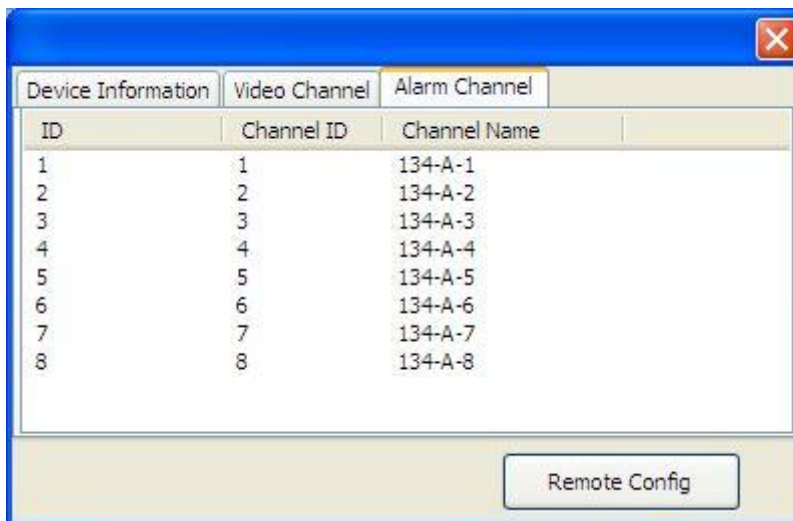 Device Information Video Channel Alarm Channel
ID Channel ID Channel Name
1 1 134-A-1
2 2 134-A-2
3 3 134-A-3
4 4 134-A-4
5 5 134-A-5
6 6 134-A-6
7 7 134-A-7
8 8 134-A-8
Remote Config